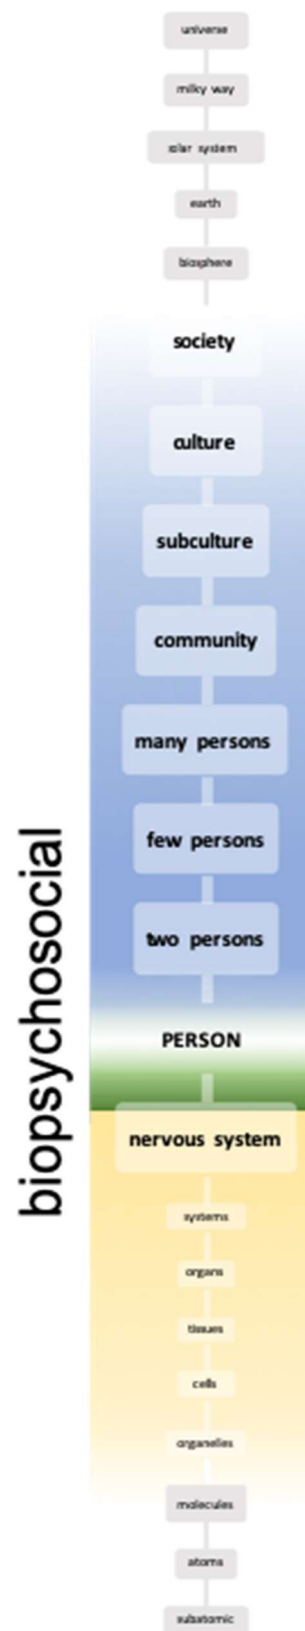 universe
milky way
solar system
earth
biosphere
society
culture
subculture
community
many persons
few persons
two persons
PERSON
nervous system
systems
organs
tissues
cells
organelles
molecules
atoms
subatomic
biopsychosocial